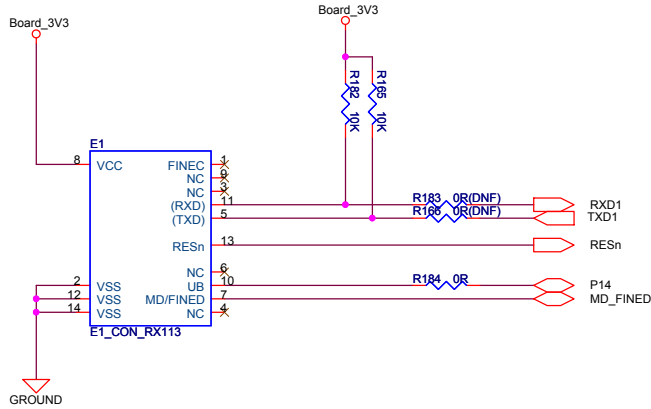 Board_3V3
Board_3V3
R182
10K
R165
10K
E1
8 VCC
FINEC 1
NC 9
NC 3
(RXD) 11
R183 0R(DNF)
RXD1
(TXD) 5
R166 0R(DNF)
TXD1
RESn 13
RESn
NC 6
2 VSS
UB 10
R184 0R
P14
12 VSS
MD/FINED 7
MD_FINED
14 VSS
NC 4
E1_CON_RX113
GROUND